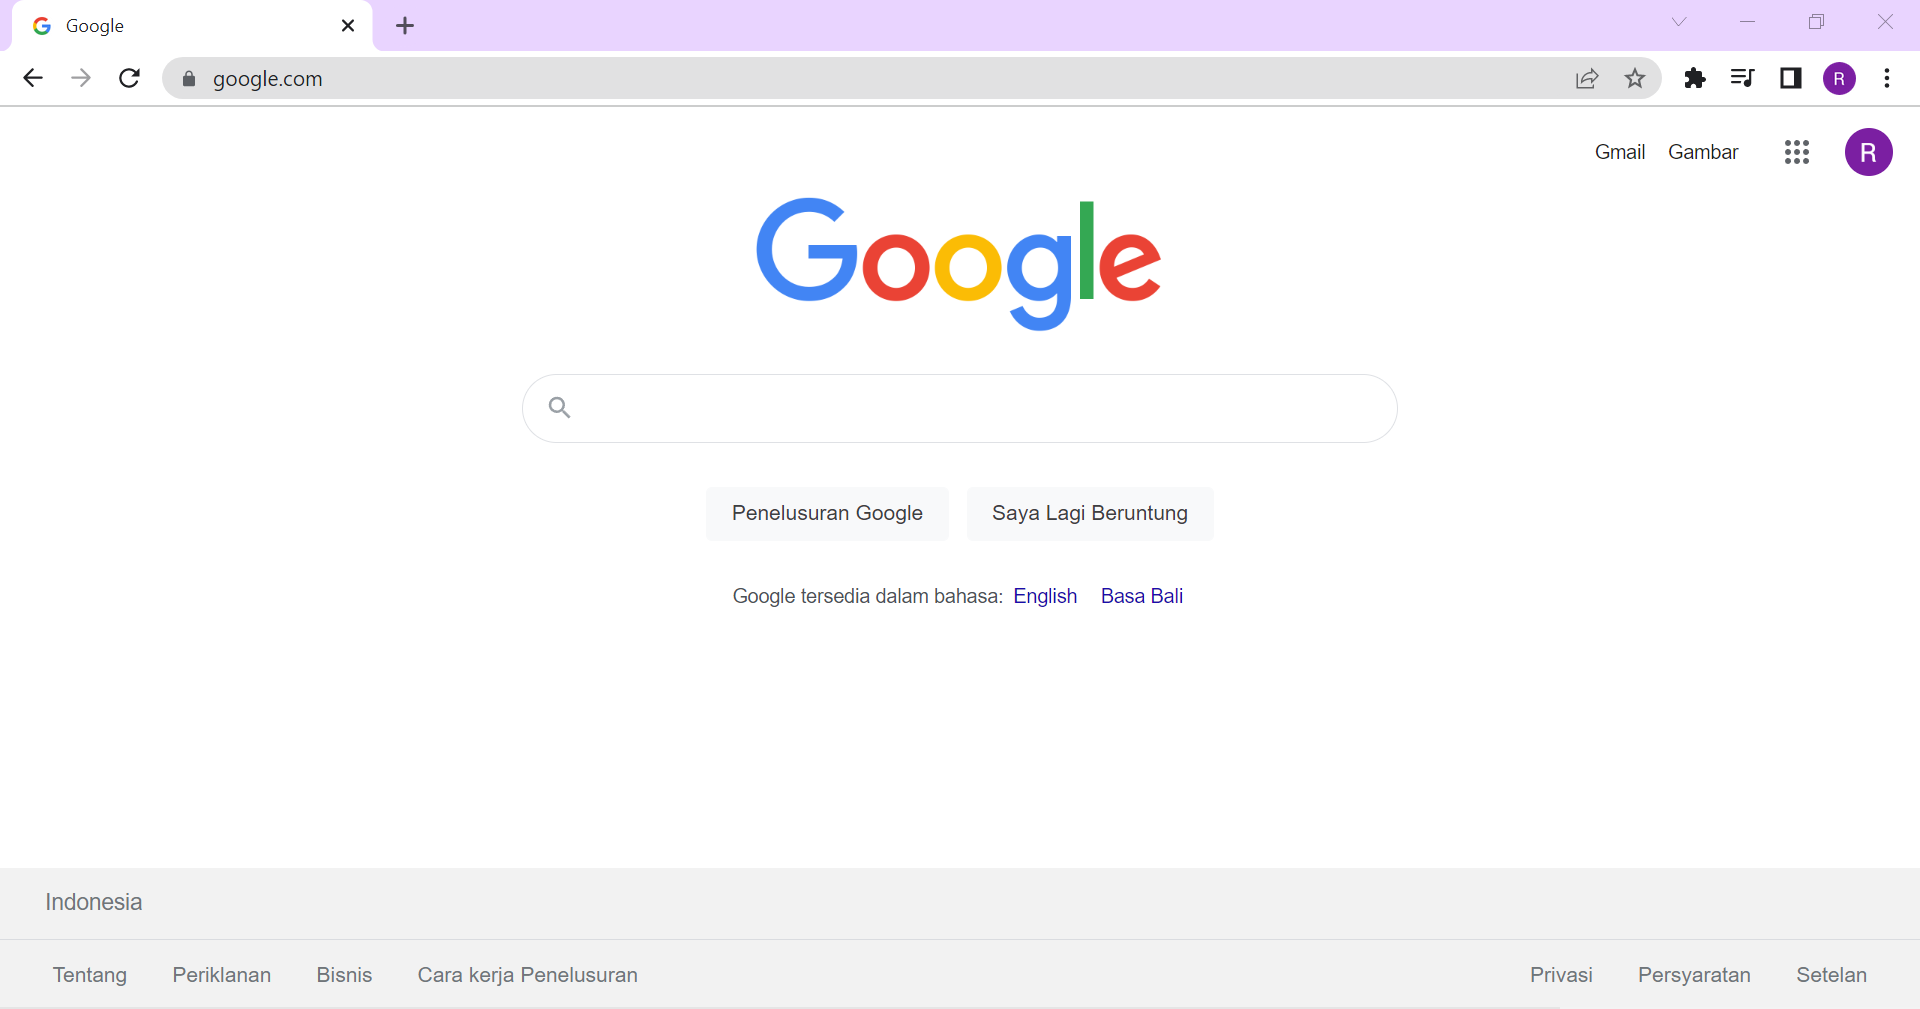 Google
google.com
R
Gmail Gambar
R
Google
Penelusuran Google Saya Lagi Beruntung
Google tersedia dalam bahasa: English Basa Bali
Indonesia
Tentang Periklanan Bisnis Cara kerja Penelusuran Privasi Persyaratan Setelan